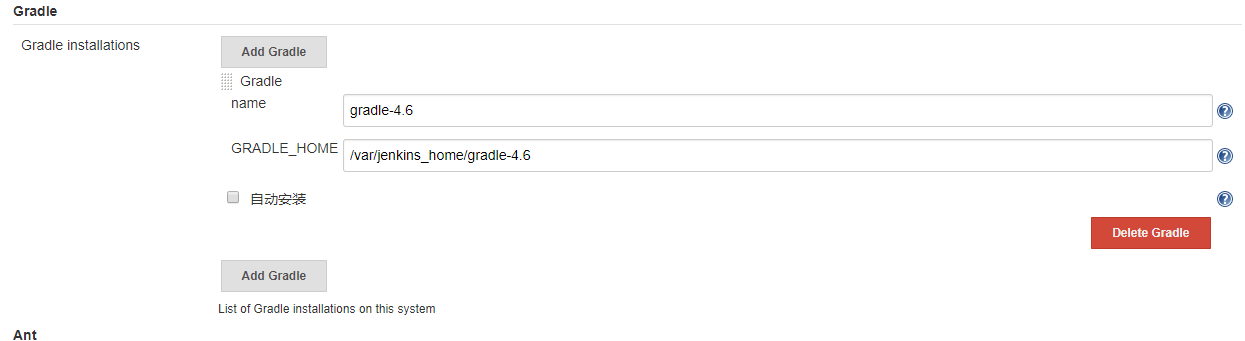 Gradle
Gradle installations
Add Gradle
Gradle
name
gradle-4.6
GRADLE_HOME
/var/jenkins_home/gradle-4.6
自动安装
Delete Gradle
Add Gradle
List of Gradle installations on this system
Ant